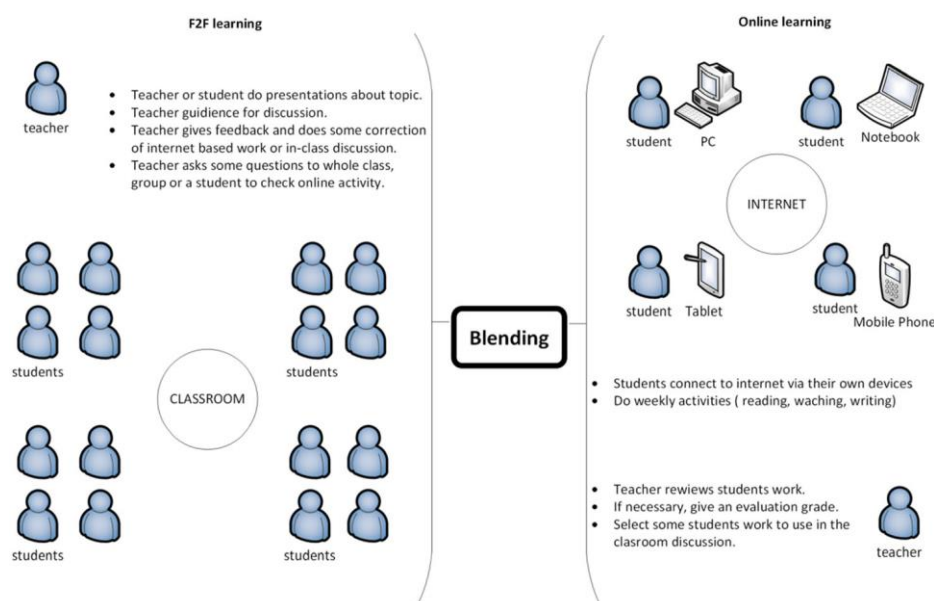 F2F learning
teacher
• Teacher or student do presentations about topic.
• Teacher guidience for discussion.
• Teacher gives feedback and does some correction
of internet based work or in-class discussion.
• Teacher asks some questions to whole class,
group or a student to check online activity.
students
students
CLASSROOM
students
students
Blending
Online learning
student
PC
student
Notebook
INTERNET
student
Tablet
student
Mobile Phone
• Students connect to internet via their own devices
• Do weekly activities ( reading, waching, writing)
• Teacher rewiews students work.
• If necessary, give an evaluation grade.
• Select some students work to use in the
clasroom discussion.
teacher